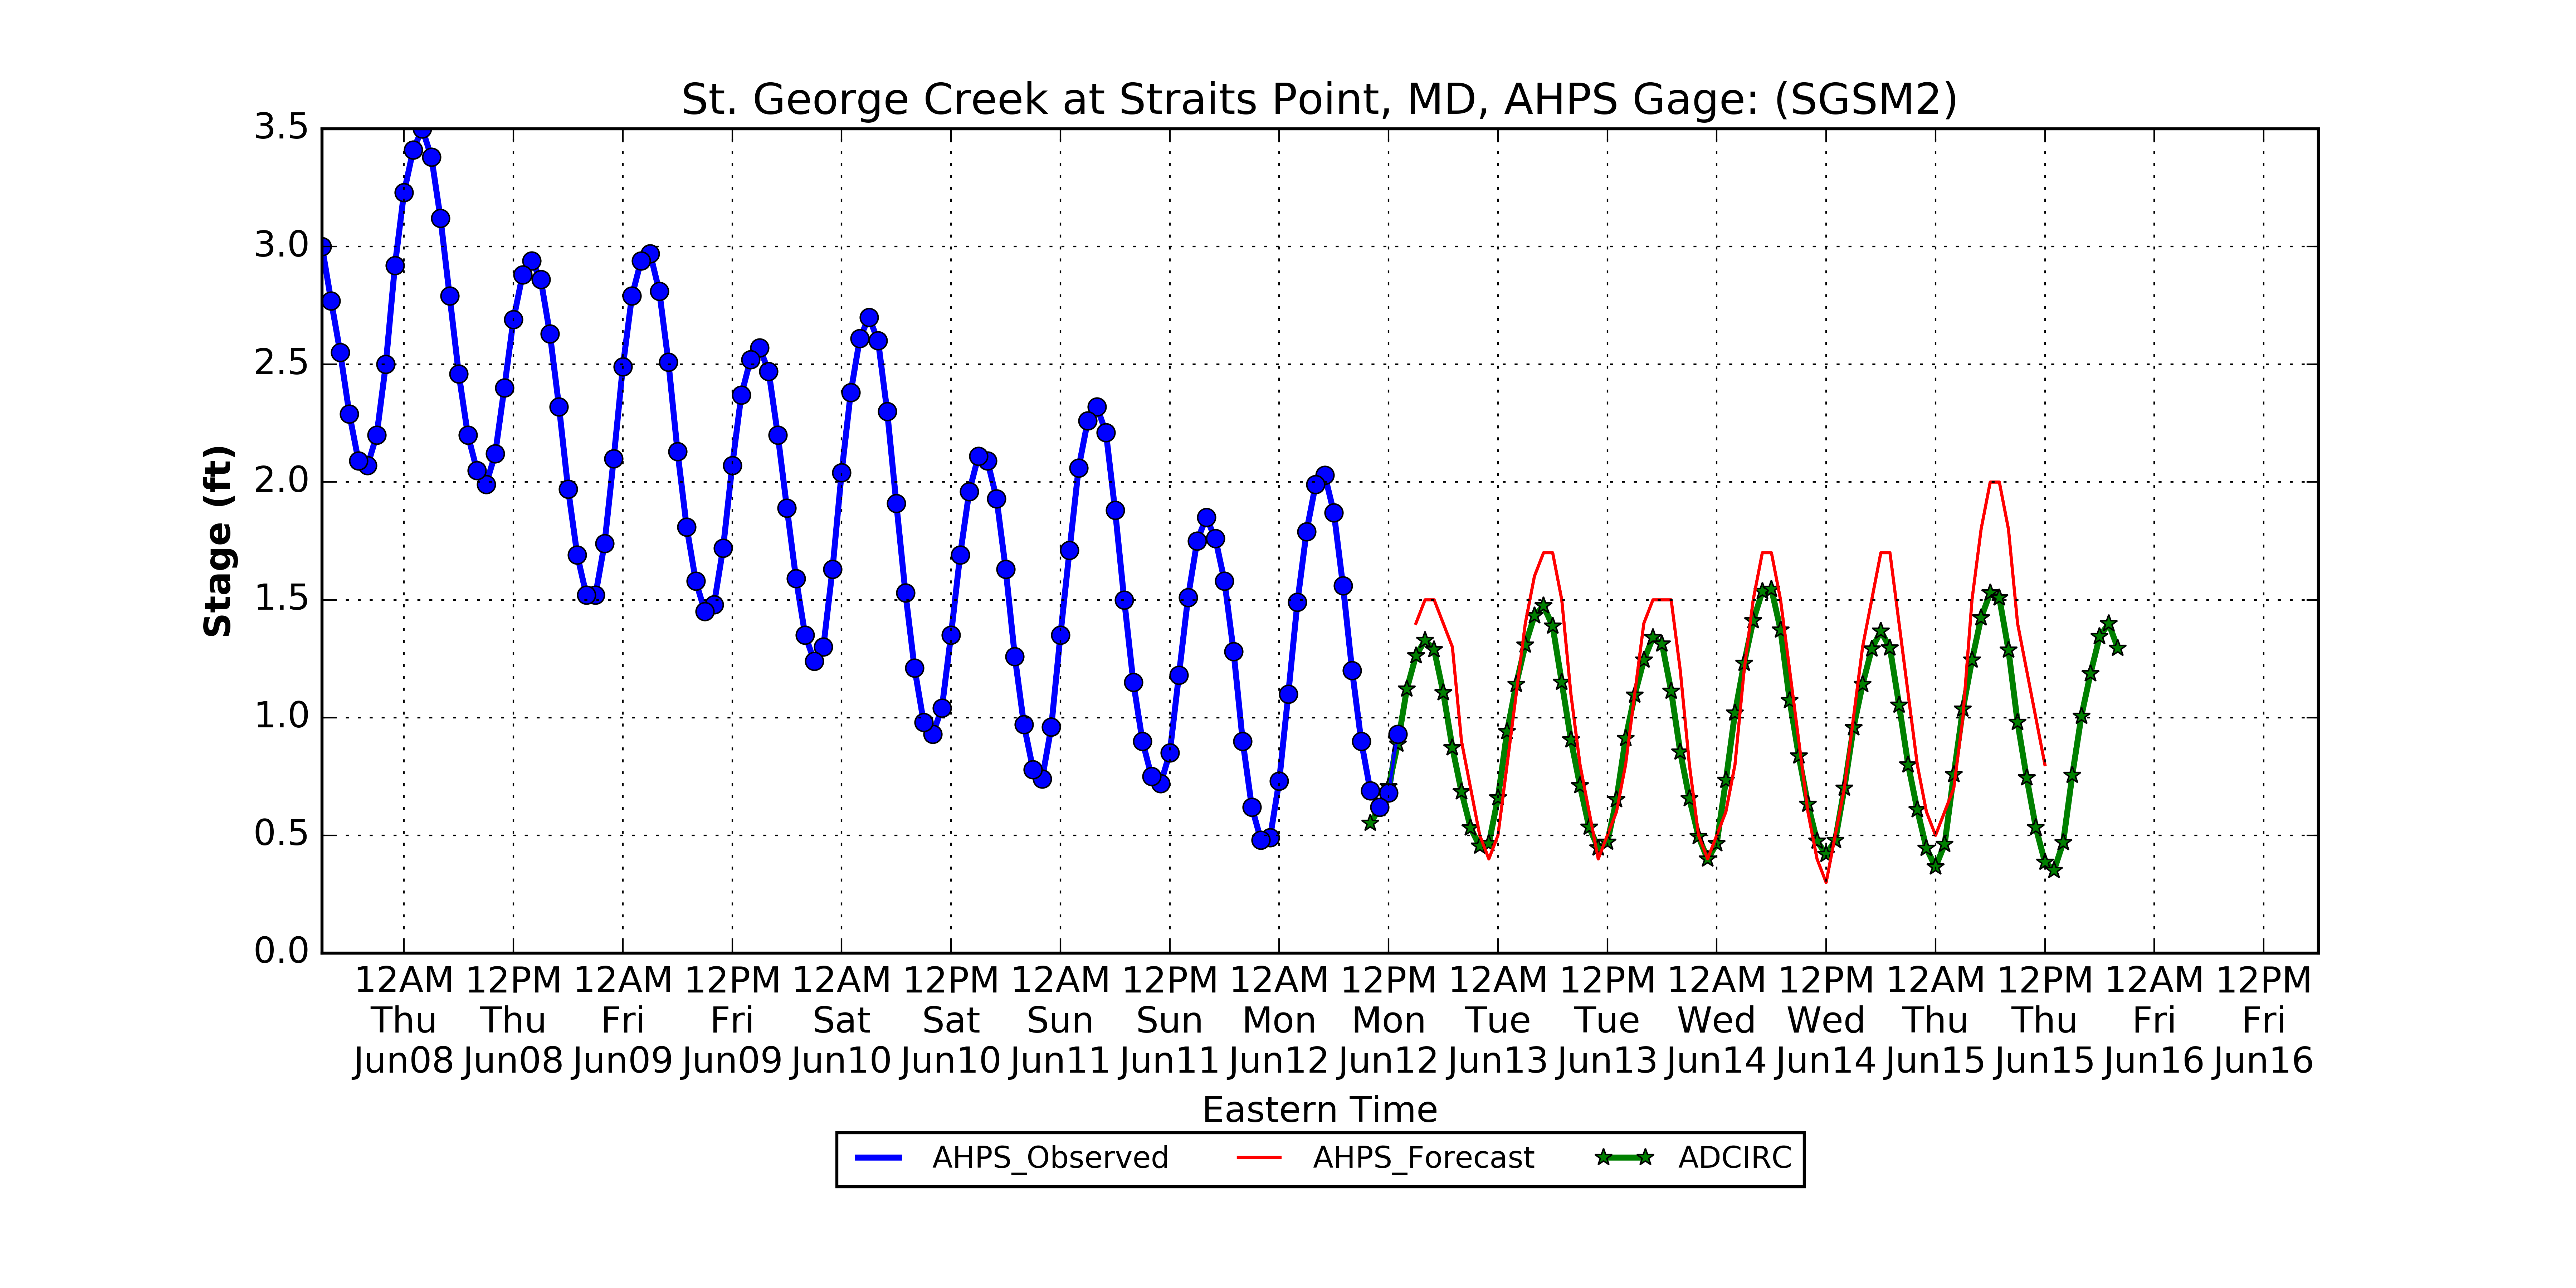 St. George Creek at Straits Point, MD, AHPS Gage: (SGSM2)
3.5
3.0
2.5
2.0
1.5
1.0
0.5
0.0
Stage (ft)
12AM 12PM 12AM 12PM 12AM 12PM 12AM 12PM 12AM 12PM 12AM 12PM 12AM 12PM 12AM 12PM 12AM 12PM
Thu Thu Fri Fri Sat Sat Sun Sun Mon Mon Tue Tue Wed Wed Thu Thu Fri Fri
Jun08 Jun08 Jun09 Jun09 Jun10 Jun10 Jun11 Jun11 Jun12 Jun12 Jun13 Jun13 Jun14 Jun14 Jun15 Jun15 Jun16 Jun16
Eastern Time
AHPS_Observed AHPS_Forecast ADCIRC